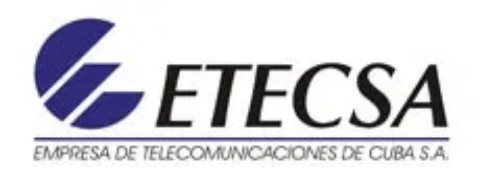 ETECSA
EMPRESA DE TELECOMUNICACIONES DE CUBA S.A.